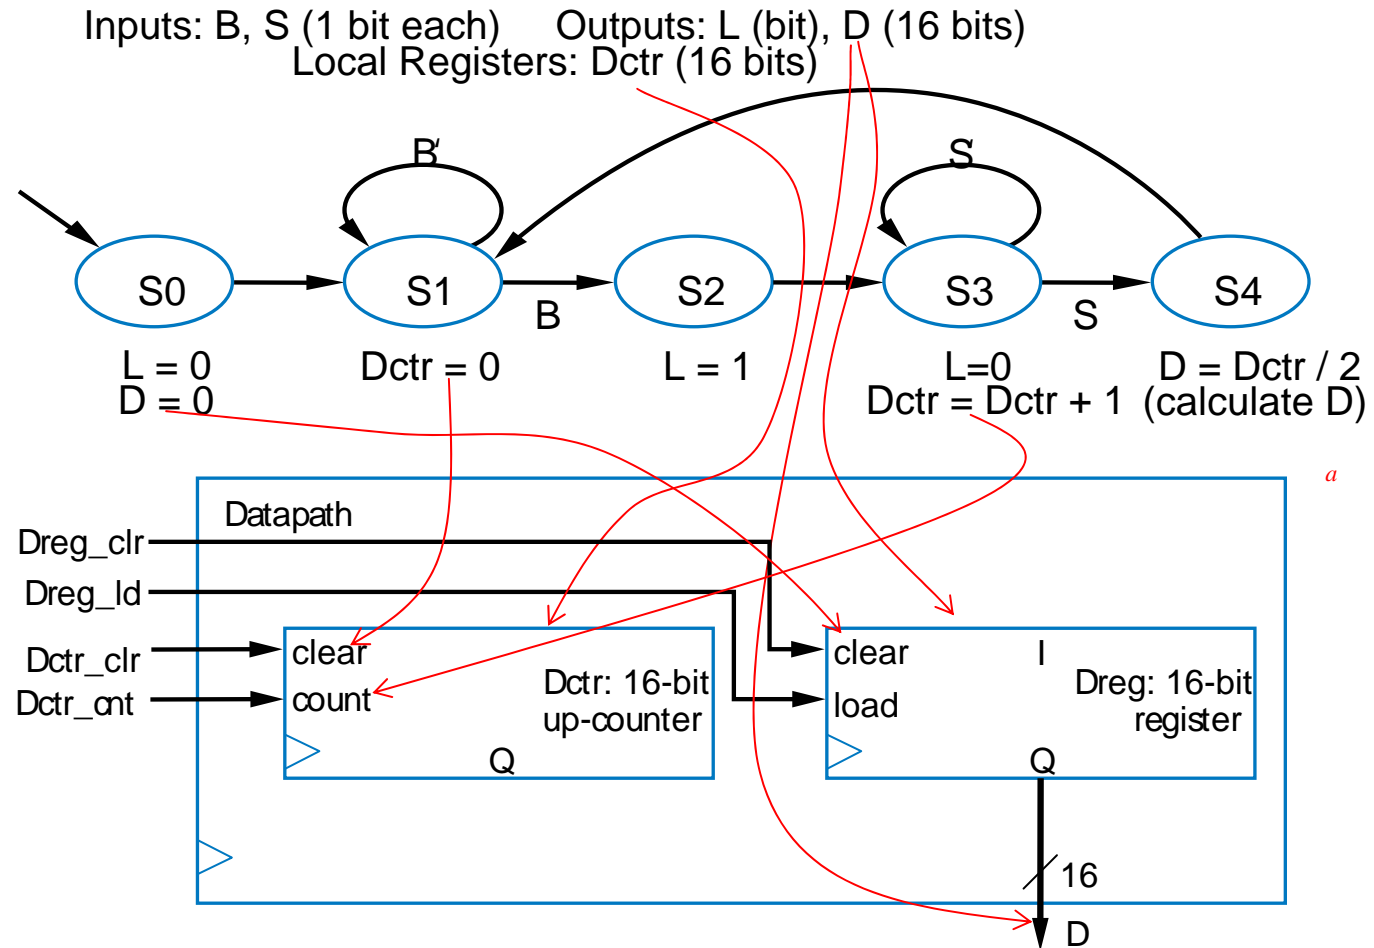 Inputs: B, S (1 bit each) Outputs: L (bit), D (16 bits)
Local Registers: Dctr (16 bits)
B' S'
S0 S1 S2 S3 S4
B S
L = 0 Dctr = 0 L = 1 L=0 D = Dctr / 2
D = 0 Dctr = Dctr + 1 (calculate D)
a
Datapath
Dreg_clr
Dreg_ld
Dctr_clr clear clear I
Dctr: 16-bit Dreg: 16-bit
Dctr_cnt count load
up-counter register
Q Q
16
D